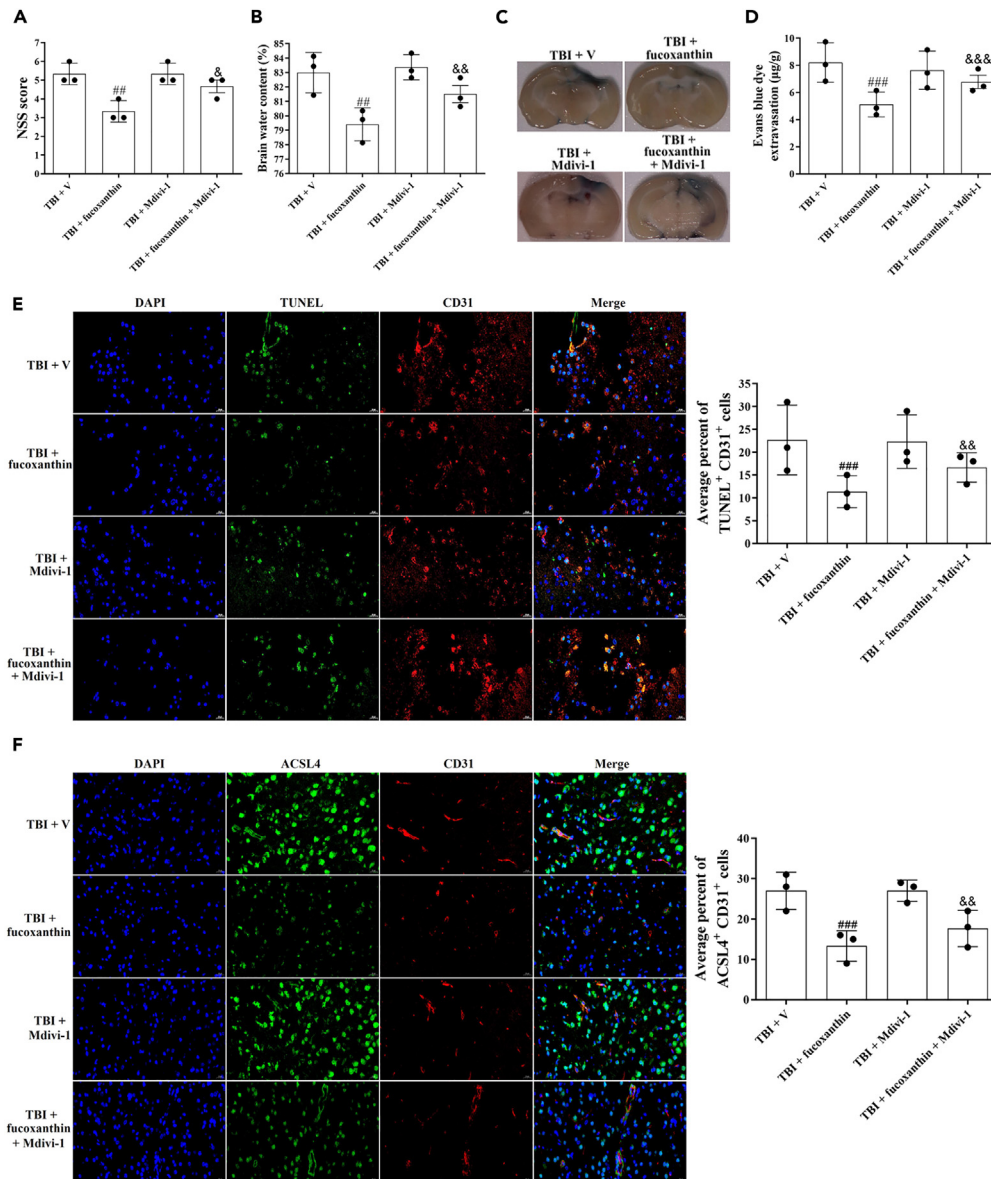 A
NSS score
7
6
5
4
3
2
1
0
##
&
TBI + V
TBI + fucoxanthin
TBI + Mdivi-1
TBI + fucoxanthin + Mdivi-1
B
Brain water content (%)
85
84
83
82
81
80
79
78
77
76
##
&&
TBI + V
TBI + fucoxanthin
TBI + Mdivi-1
TBI + fucoxanthin + Mdivi-1
C
TBI + V
TBI +
fucoxanthin
TBI +
Mdivi-1
TBI +
fucoxanthin
+ Mdivi-1
D
Evans blue dye
extravasation (μg/g)
10
8
6
4
2
0
###
&&&
TBI + V
TBI + fucoxanthin
TBI + Mdivi-1
TBI + fucoxanthin + Mdivi-1
E
DAPI
TUNEL
CD31
Merge
TBI + V
TBI +
fucoxanthin
TBI +
Mdivi-1
TBI +
fucoxanthin
+ Mdivi-1
Average percent of
TUNEL⁺ CD31⁺ cells
35
30
25
20
15
10
5
0
###
&&
TBI + V
TBI + fucoxanthin
TBI + Mdivi-1
TBI + fucoxanthin + Mdivi-1
F
DAPI
ACSL4
CD31
Merge
TBI + V
TBI +
fucoxanthin
TBI +
Mdivi-1
TBI +
fucoxanthin
+ Mdivi-1
Average percent of
ACSL4⁺ CD31⁺ cells
40
30
20
10
0
###
&&
TBI + V
TBI + fucoxanthin
TBI + Mdivi-1
TBI + fucoxanthin + Mdivi-1